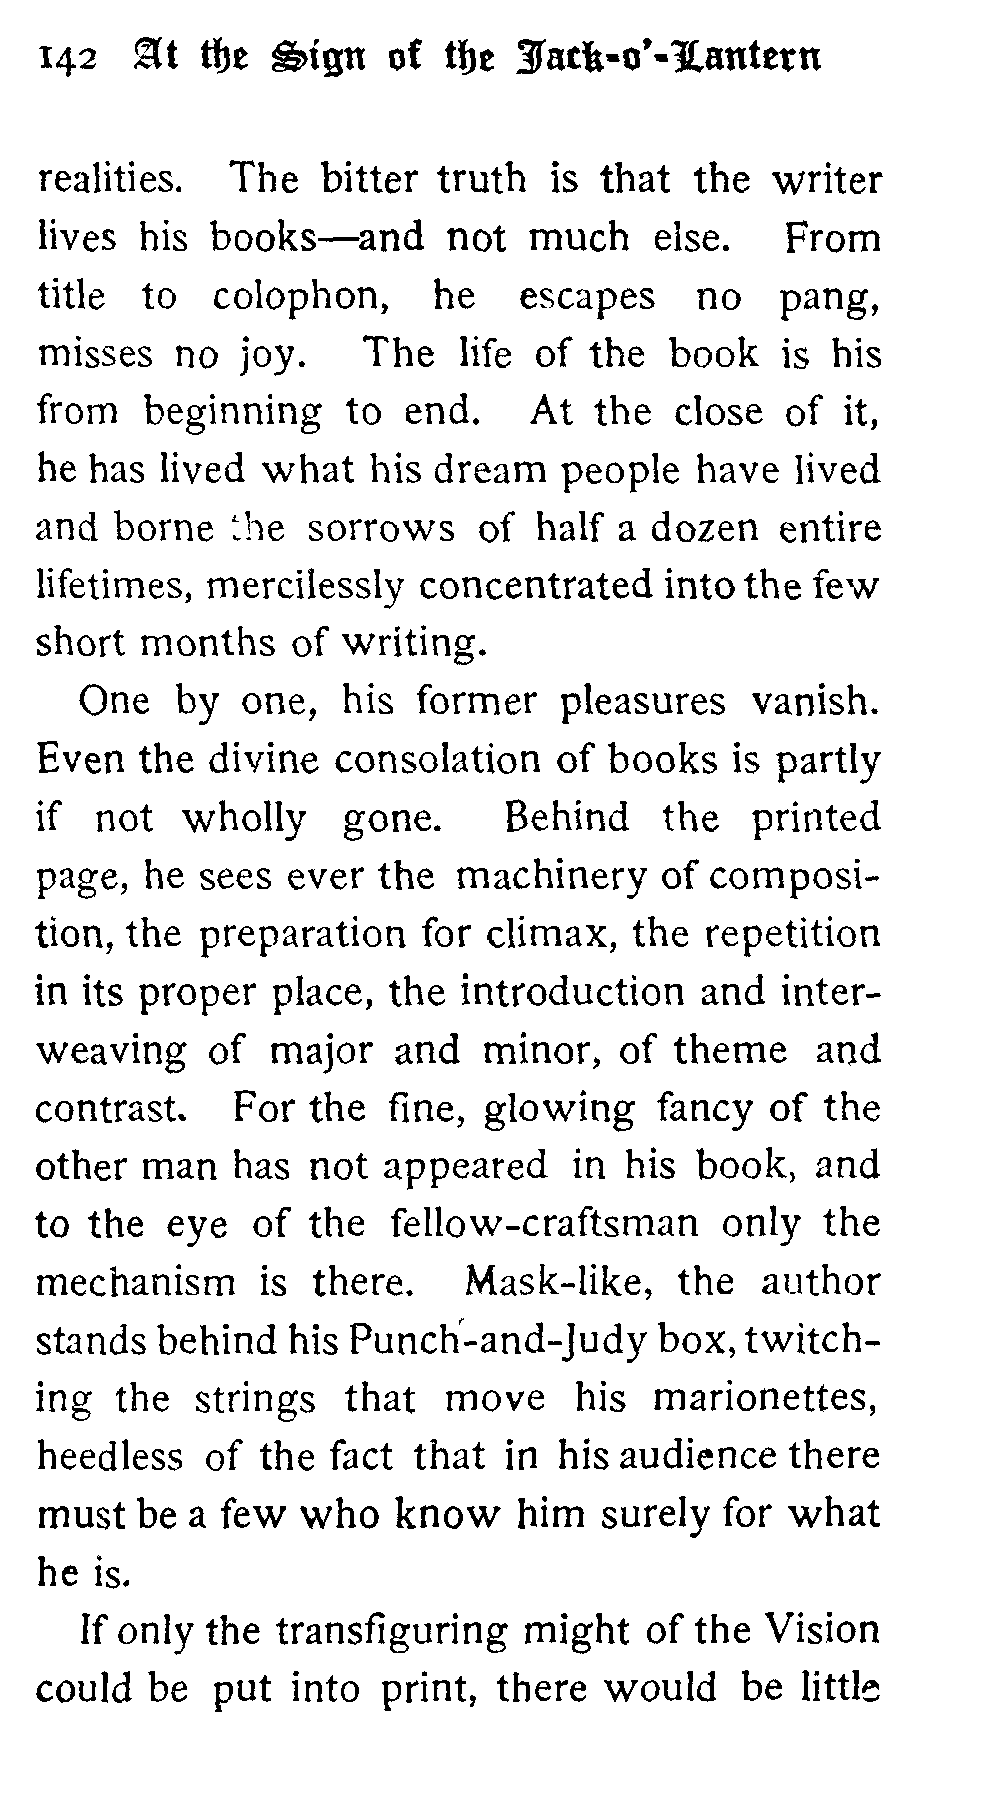 142 At the Sign of the Jack-o'-Lantern
realities. The bitter truth is that the writer
lives his books—and not much else. From
title to colophon, he escapes no pang,
misses no joy. The life of the book is his
from beginning to end. At the close of it,
he has lived what his dream people have lived
and borne the sorrows of half a dozen entire
lifetimes, mercilessly concentrated into the few
short months of writing.
One by one, his former pleasures vanish.
Even the divine consolation of books is partly
if not wholly gone. Behind the printed
page, he sees ever the machinery of composi-
tion, the preparation for climax, the repetition
in its proper place, the introduction and inter-
weaving of major and minor, of theme and
contrast. For the fine, glowing fancy of the
other man has not appeared in his book, and
to the eye of the fellow-craftsman only the
mechanism is there. Mask-like, the author
stands behind his Punch-and-Judy box, twitch-
ing the strings that move his marionettes,
heedless of the fact that in his audience there
must be a few who know him surely for what
he is.
If only the transfiguring might of the Vision
could be put into print, there would be little